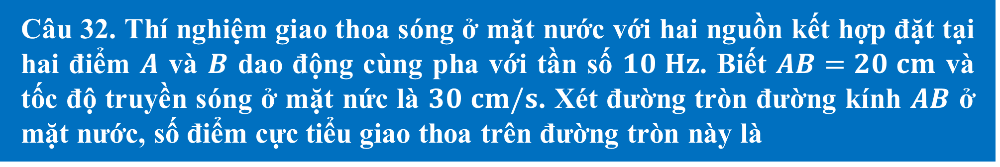 Câu 32. Thí nghiệm giao thoa sóng ở mặt nước với hai nguồn kết hợp đặt tại
hai điểm A và B dao động cùng pha với tần số 10 Hz. Biết AB = 20 cm và
tốc độ truyền sóng ở mặt nức là 30 cm/s. Xét đường tròn đường kính AB ở
mặt nước, số điểm cực tiểu giao thoa trên đường tròn này là